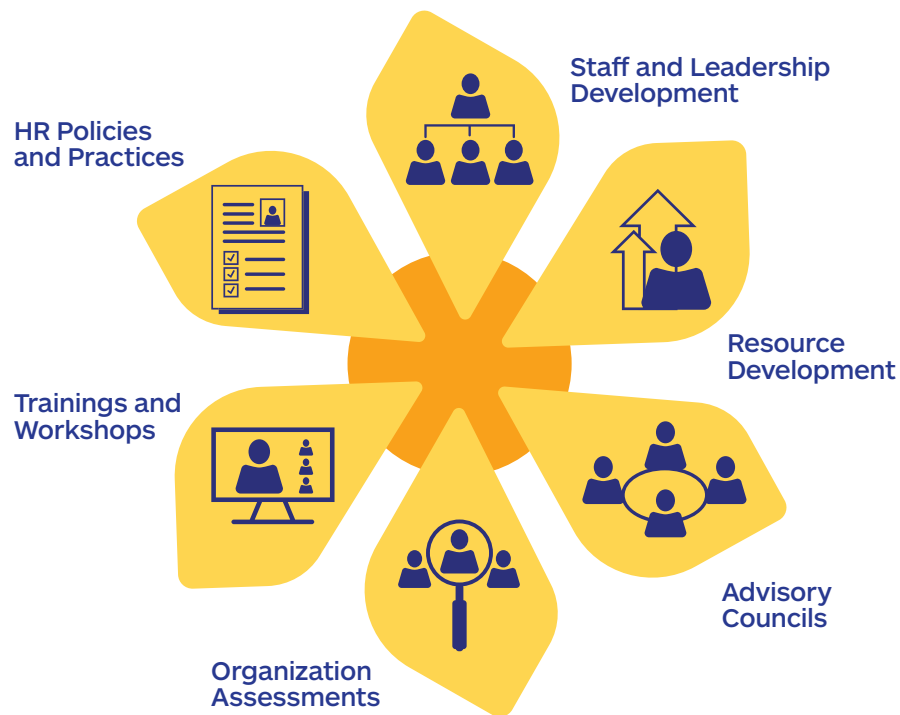 Staff and Leadership
Development
HR Policies
and Practices
Resource
Development
Trainings and
Workshops
Advisory
Councils
Organization
Assessments